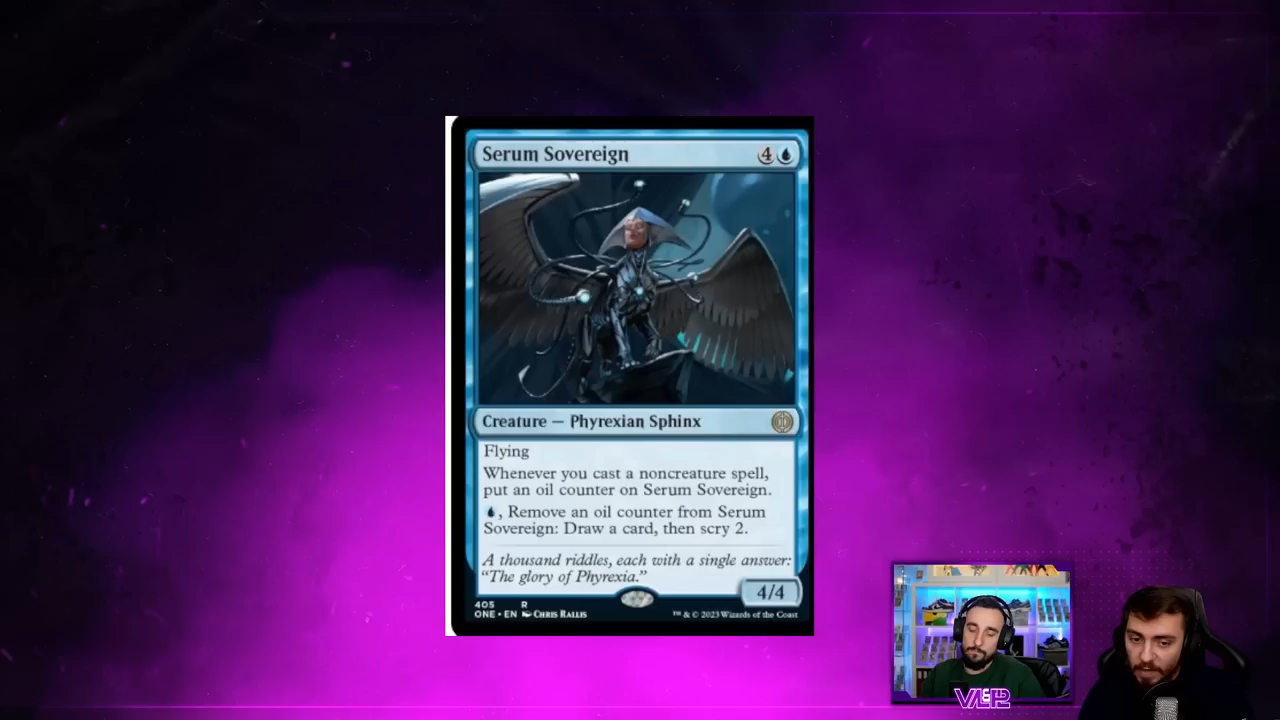 Serum Sovereign 4
Creature — Phyrexian Sphinx
Flying
Whenever you cast a noncreature spell,
put an oil counter on Serum Sovereign.
, Remove an oil counter from Serum
Sovereign: Draw a card, then scry 2.
A thousand riddles, each with a single answer:
“The glory of Phyrexia.”
4/4
405 R
ONE • EN CHRIS RALLIS
™ & © 2023 Wizards of the Coast